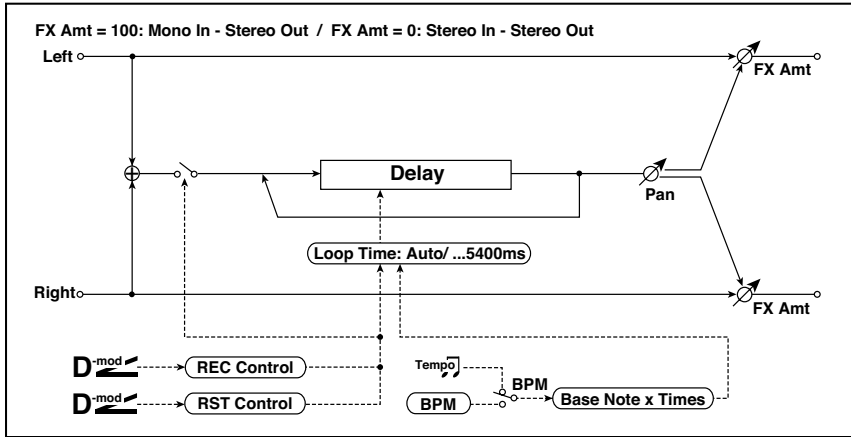 FX Amt = 100: Mono In - Stereo Out / FX Amt = 0: Stereo In - Stereo Out
Left
FX Amt
Delay
Pan
Loop Time: Auto/ ...5400ms
Right
FX Amt
D-mod
REC Control
Tempo
BPM
D-mod
RST Control
BPM
Base Note x Times